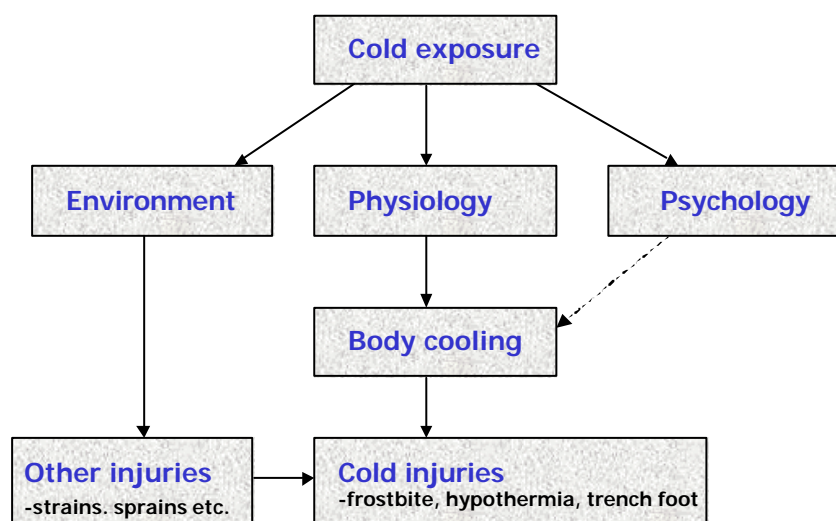 Cold exposure
Environment
Physiology
Psychology
Body cooling
Other injuries
-strains. sprains etc.
Cold injuries
-frostbite, hypothermia, trench foot